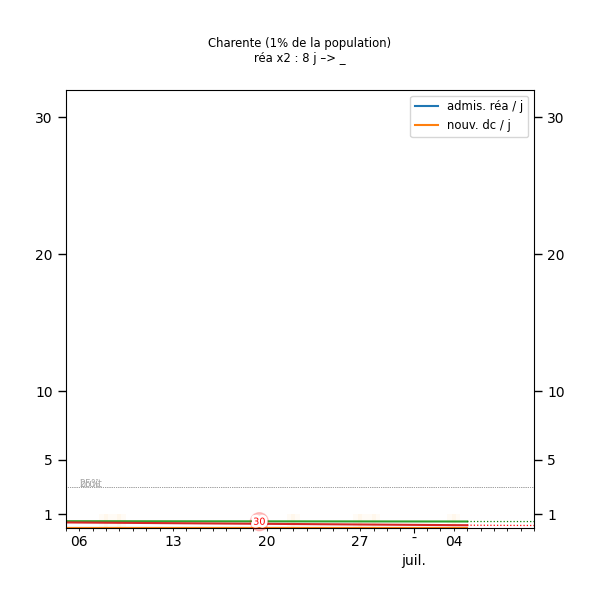 Charente (1% de la population)
réa x2 : 8 j –> _
admis. réa / j
nouv. dc / j
30 30
20 20
10 10
5 5
1 1
30
06 13 20 27 - 04
juil.